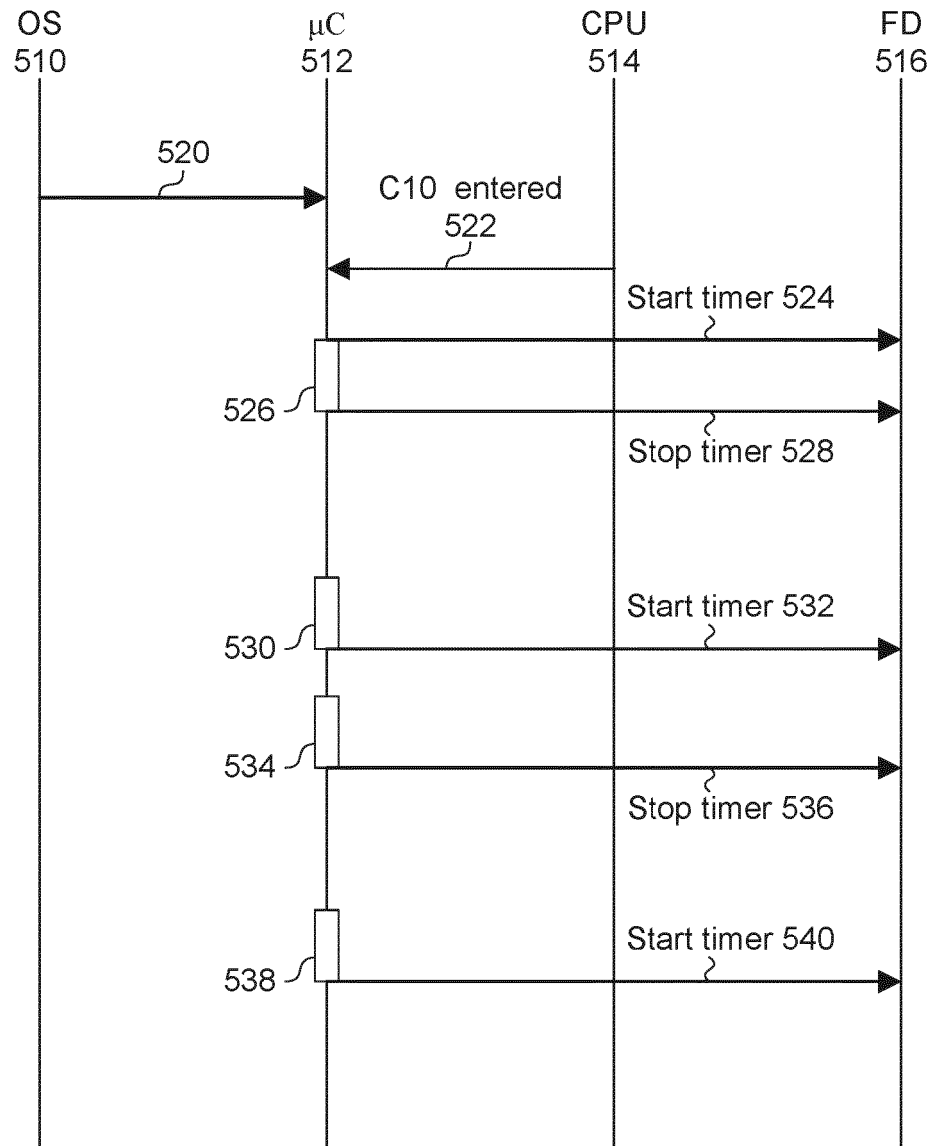 OS μC CPU FD
510 512 514 516
520
C10 entered
522
Start timer 524
526
Stop timer 528
Start timer 532
530
534
Stop timer 536
Start timer 540
538